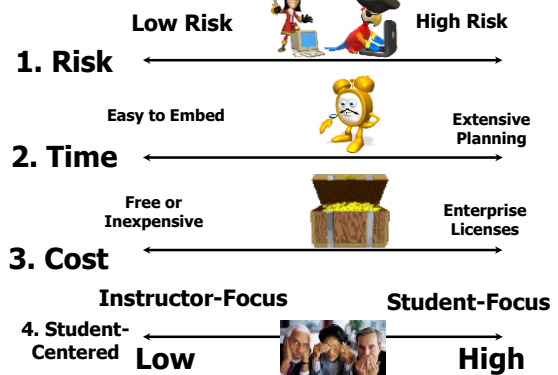 Low Risk
High Risk
1. Risk
Easy to Embed
Extensive
Planning
2. Time
Free or
Inexpensive
Enterprise
Licenses
3. Cost
Instructor-Focus
Student-Focus
4. Student-
Centered
Low
High